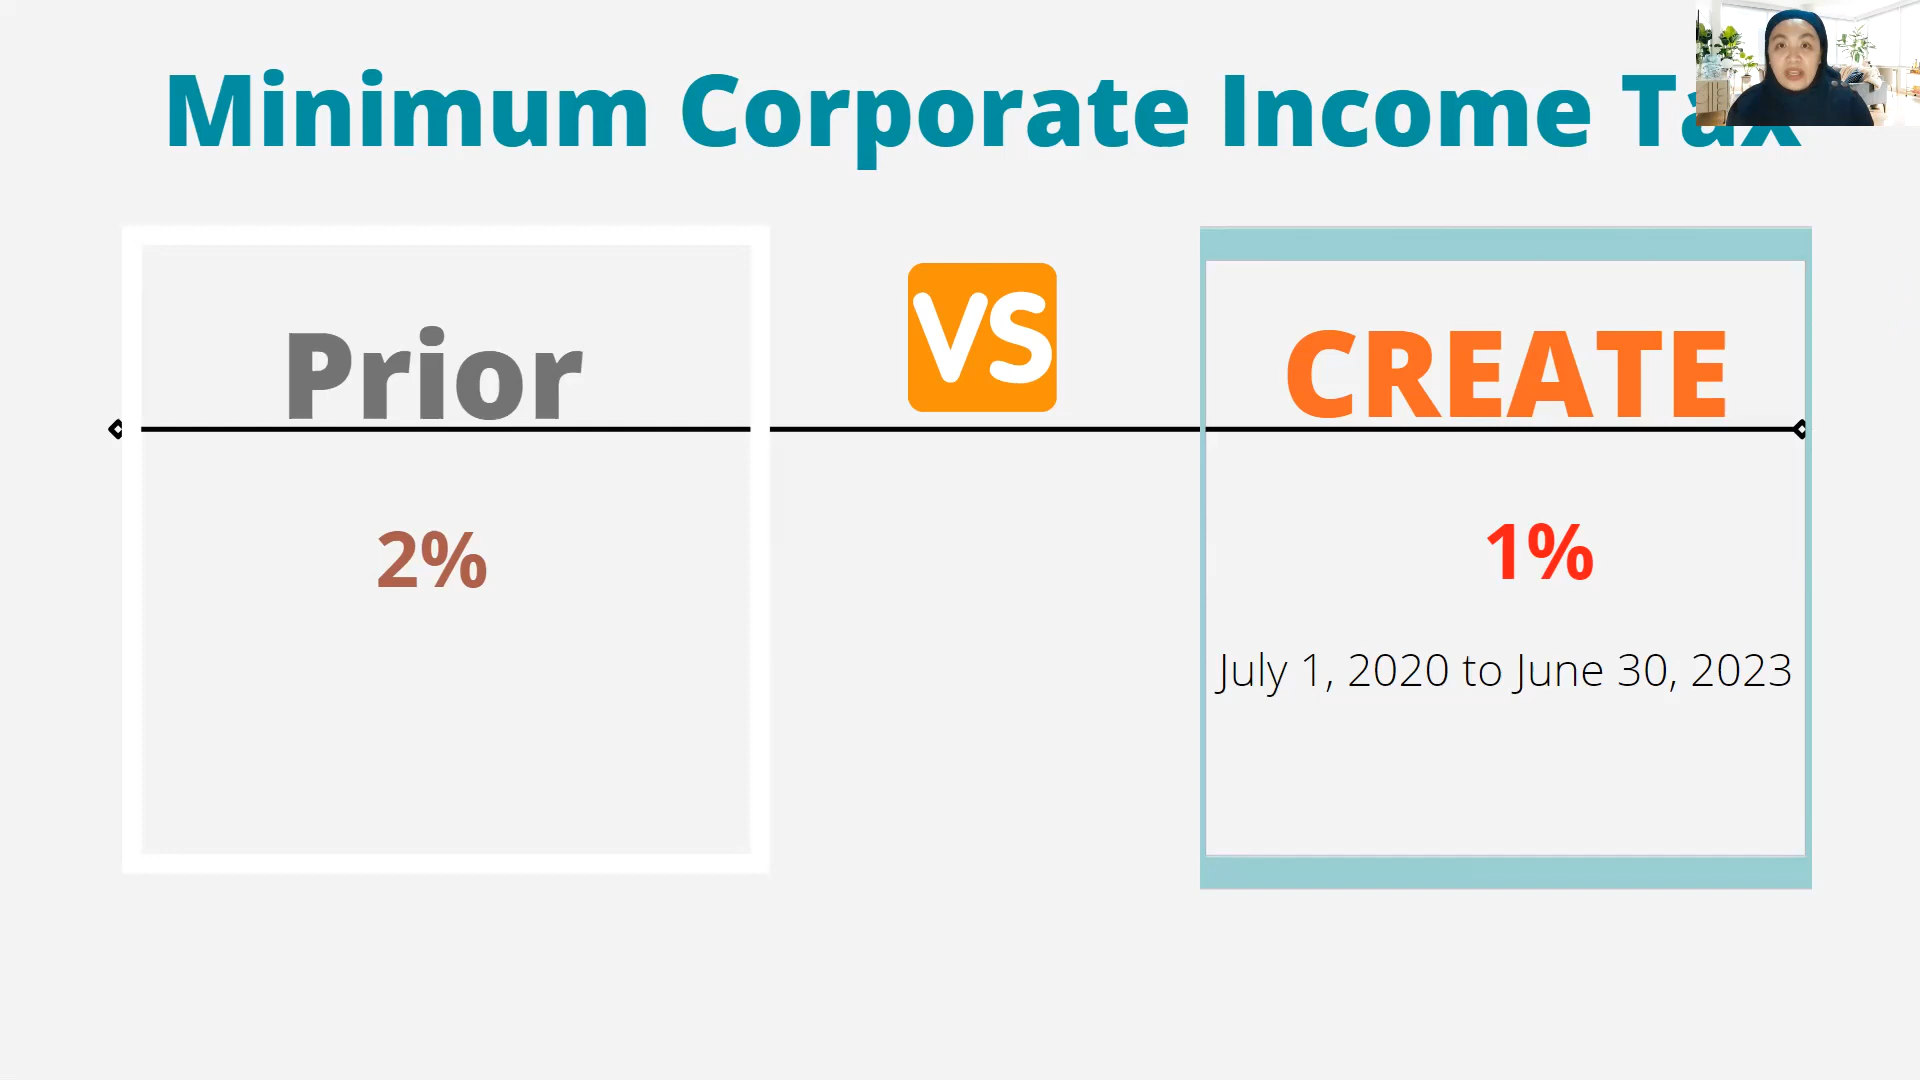 Minimum Corporate Income Tax
Prior
VS
CREATE
2%
1%
July 1, 2020 to June 30, 2023